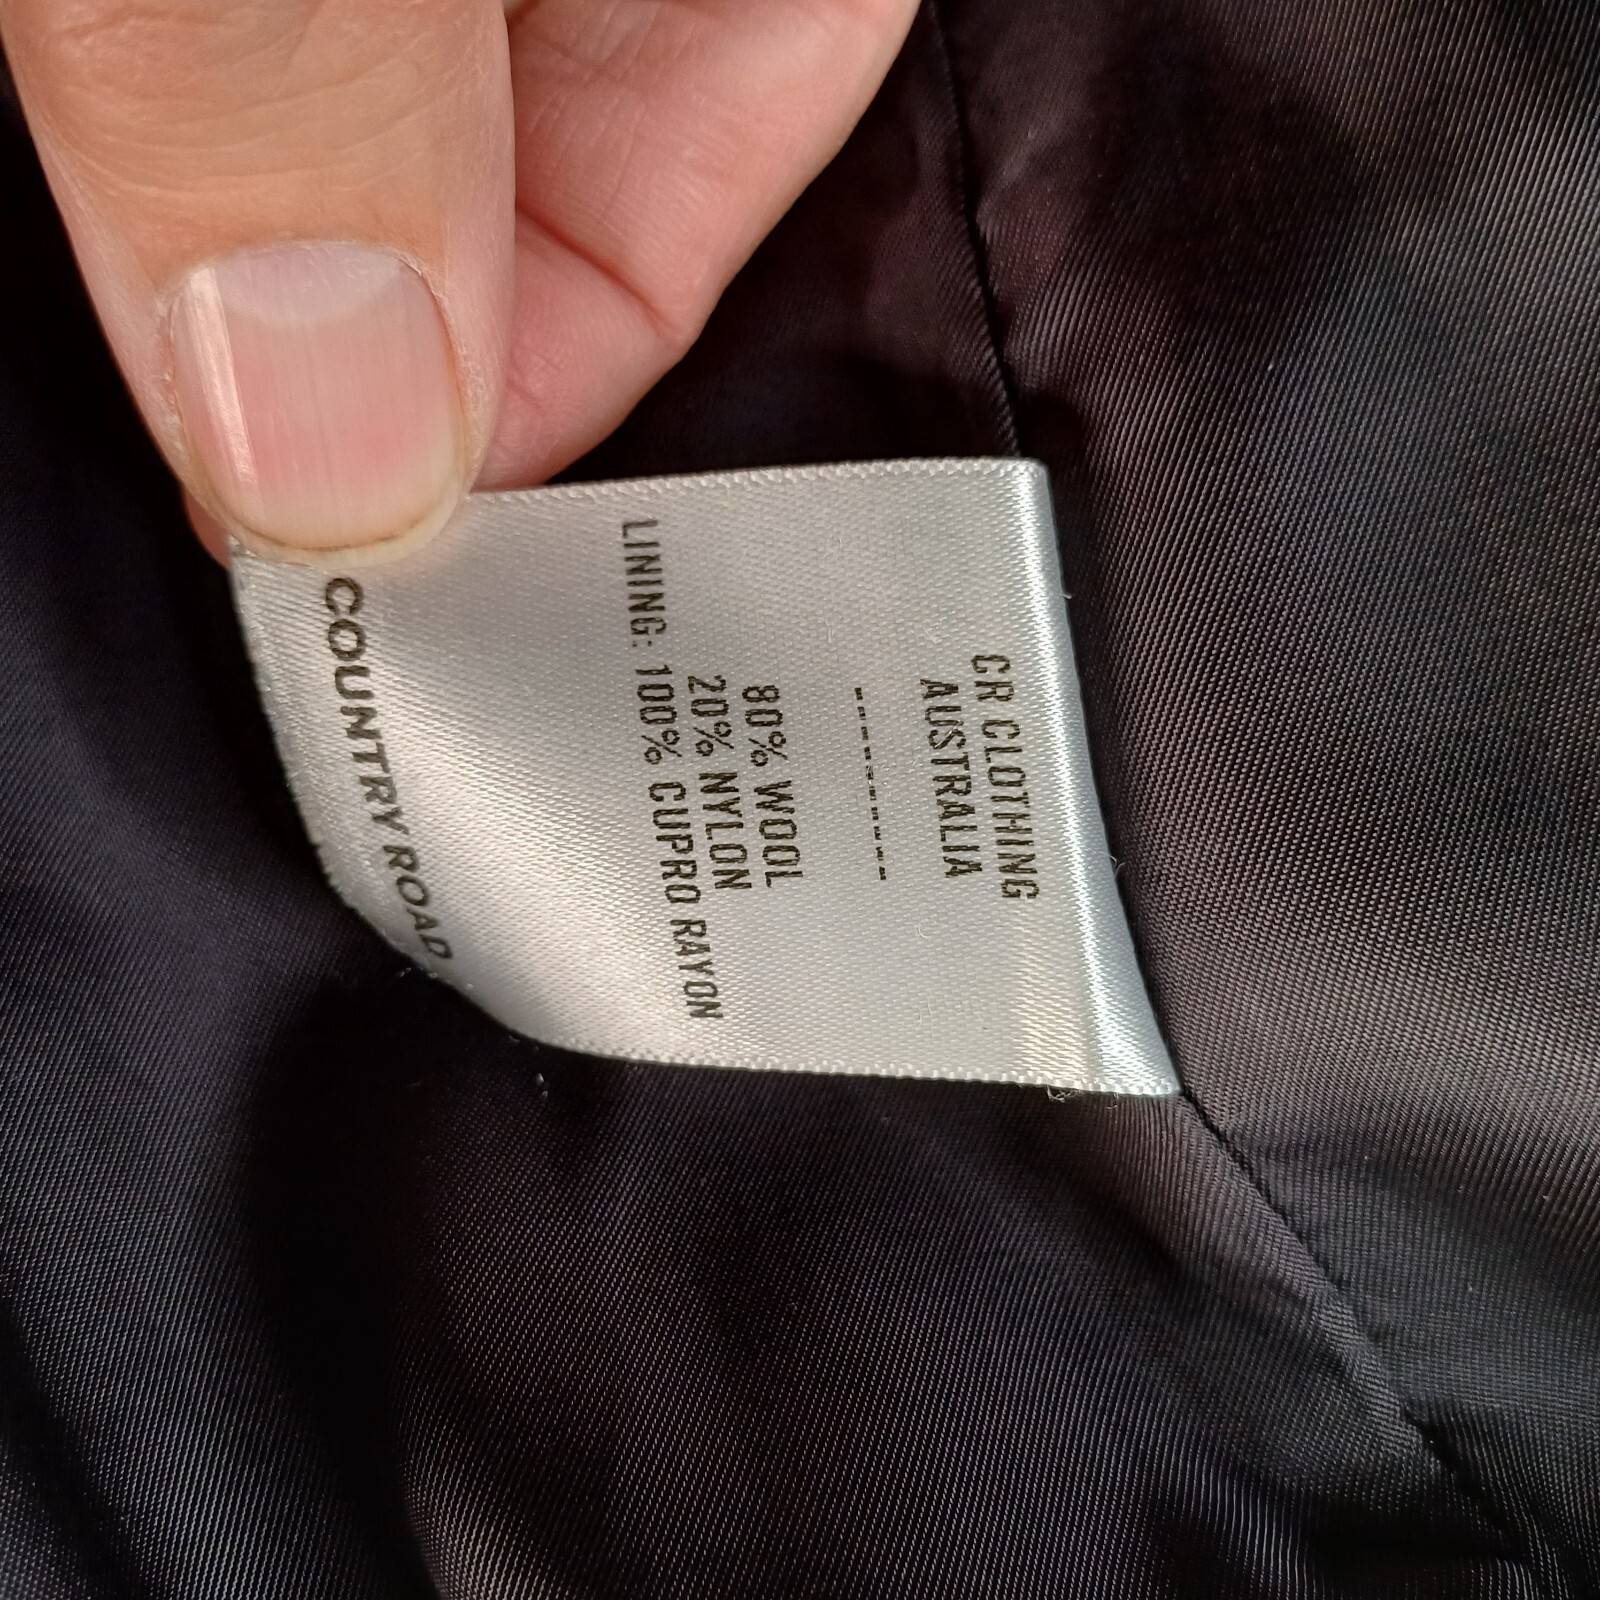 CR CLOTHING
AUSTRALIA
----------
80% WOOL
20% NYLON
LINING: 100% CUPRO RAYON
COUNTRY ROAD